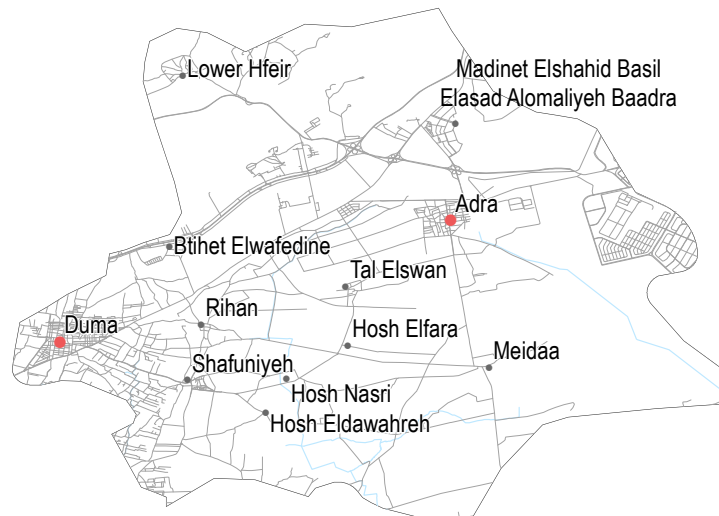 Lower Hfeir
Madinet Elshahid Basil
Elasad Alomaliyeh Baadra
Adra
Btihet Elwafedine
Tal Elswan
Rihan
Duma
Hosh Elfara
Shafuniyeh
Meidaa
Hosh Nasri
Hosh Eldawahreh